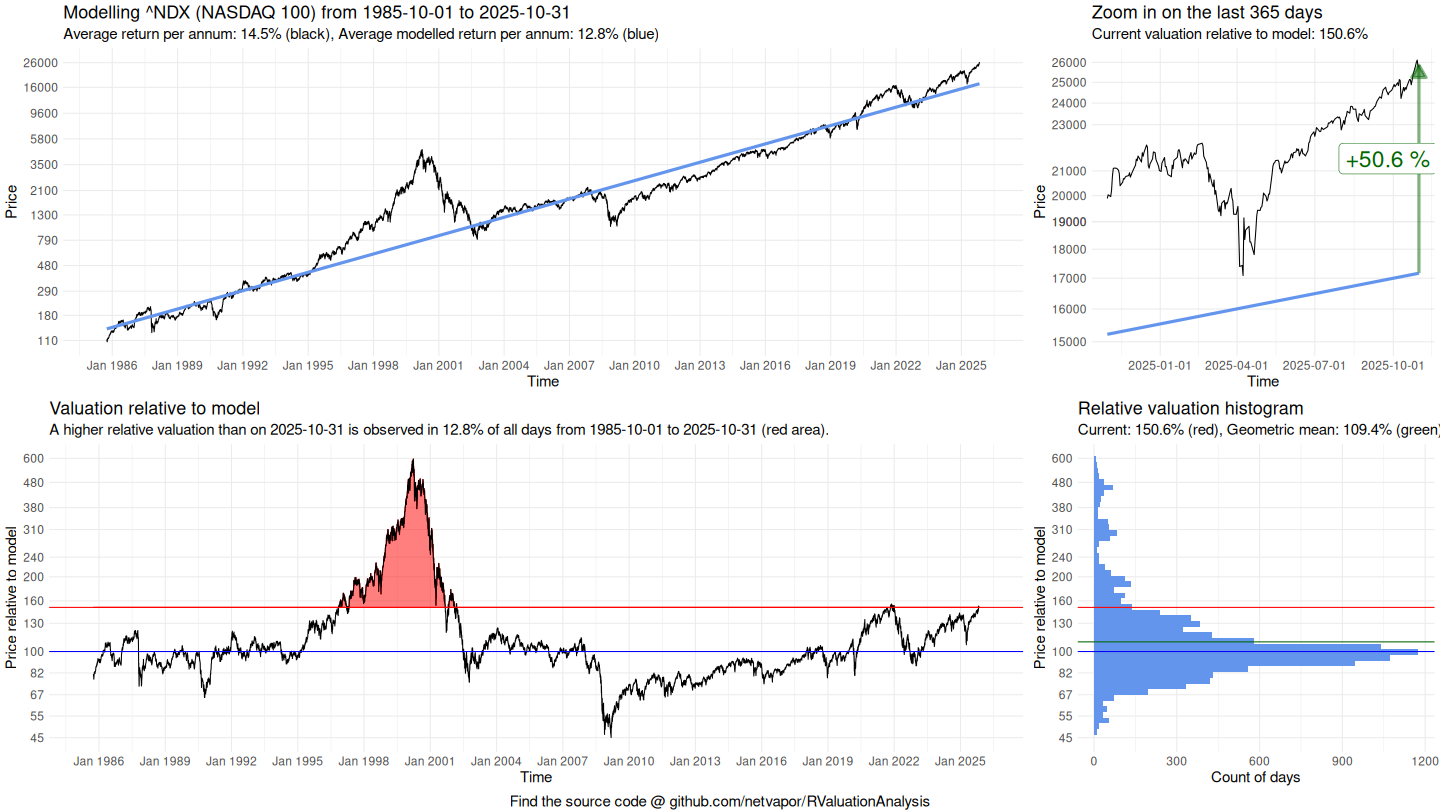 Modelling ^NDX (NASDAQ 100) from 1985-10-01 to 2025-10-31
Average return per annum: 14.5% (black), Average modelled return per annum: 12.8% (blue)
Price
26000
16000
9600
5800
3500
2100
1300
790
480
290
180
110
Jan 1986 Jan 1989 Jan 1992 Jan 1995 Jan 1998 Jan 2001 Jan 2004 Jan 2007 Jan 2010 Jan 2013 Jan 2016 Jan 2019 Jan 2022 Jan 2025
Time
Zoom in on the last 365 days
Current valuation relative to model: 150.6%
Price
26000
25000
24000
23000
21000
20000
19000
18000
17000
16000
15000
+50.6 %
2025-01-01 2025-04-01 2025-07-01 2025-10-01
Time
Valuation relative to model
A higher relative valuation than on 2025-10-31 is observed in 12.8% of all days from 1985-10-01 to 2025-10-31 (red area).
Price relative to model
600
480
380
310
240
200
160
130
100
82
67
55
45
Jan 1986 Jan 1989 Jan 1992 Jan 1995 Jan 1998 Jan 2001 Jan 2004 Jan 2007 Jan 2010 Jan 2013 Jan 2016 Jan 2019 Jan 2022 Jan 2025
Time
Relative valuation histogram
Current: 150.6% (red), Geometric mean: 109.4% (green)
Price relative to model
600
480
380
310
240
200
160
130
100
82
67
55
45
0 300 600 900 1200
Count of days
Find the source code @ github.com/netvapor/RValuationAnalysis